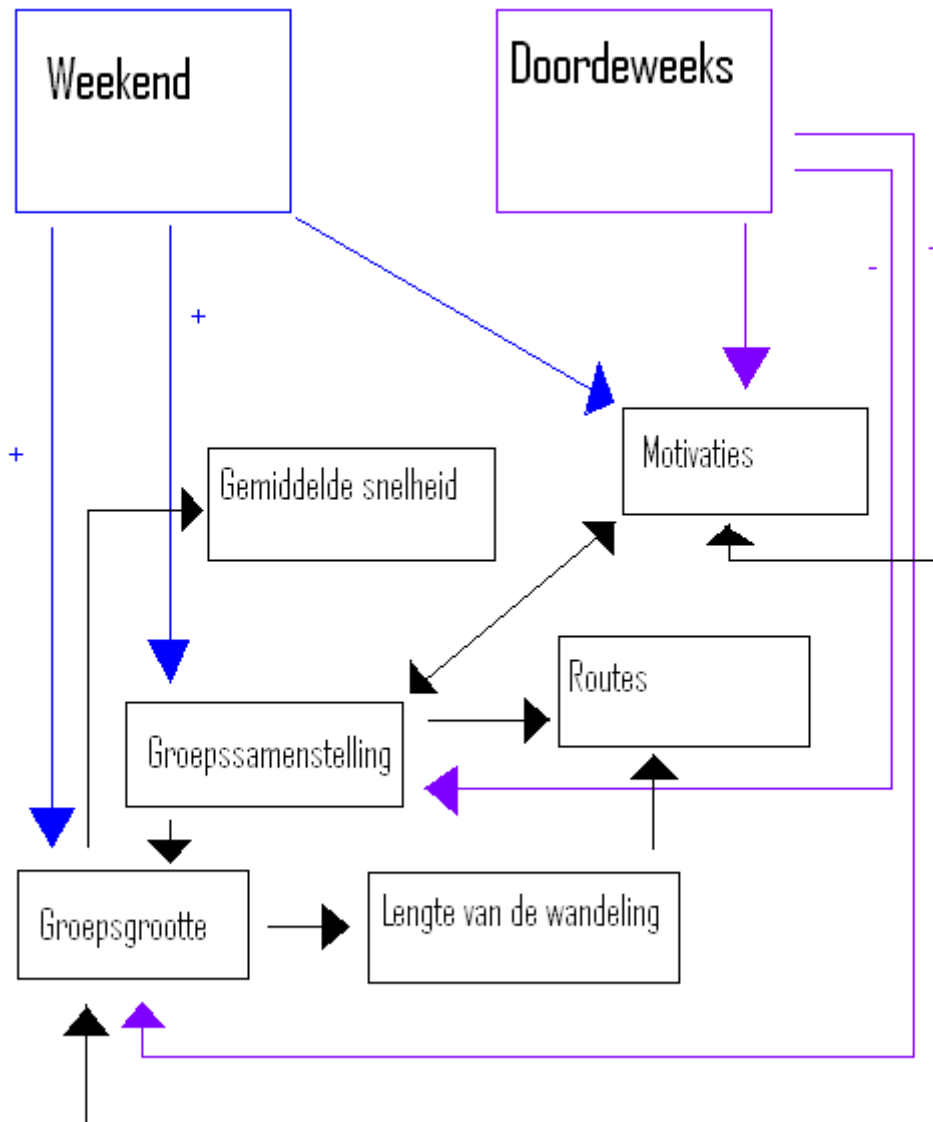 Weekend
Doordeweeks
-
-
+
+
Motivaties
Gemiddelde snelheid
Routes
Groepssamenstelling
Groepsgrootte
Lengte van de wandeling